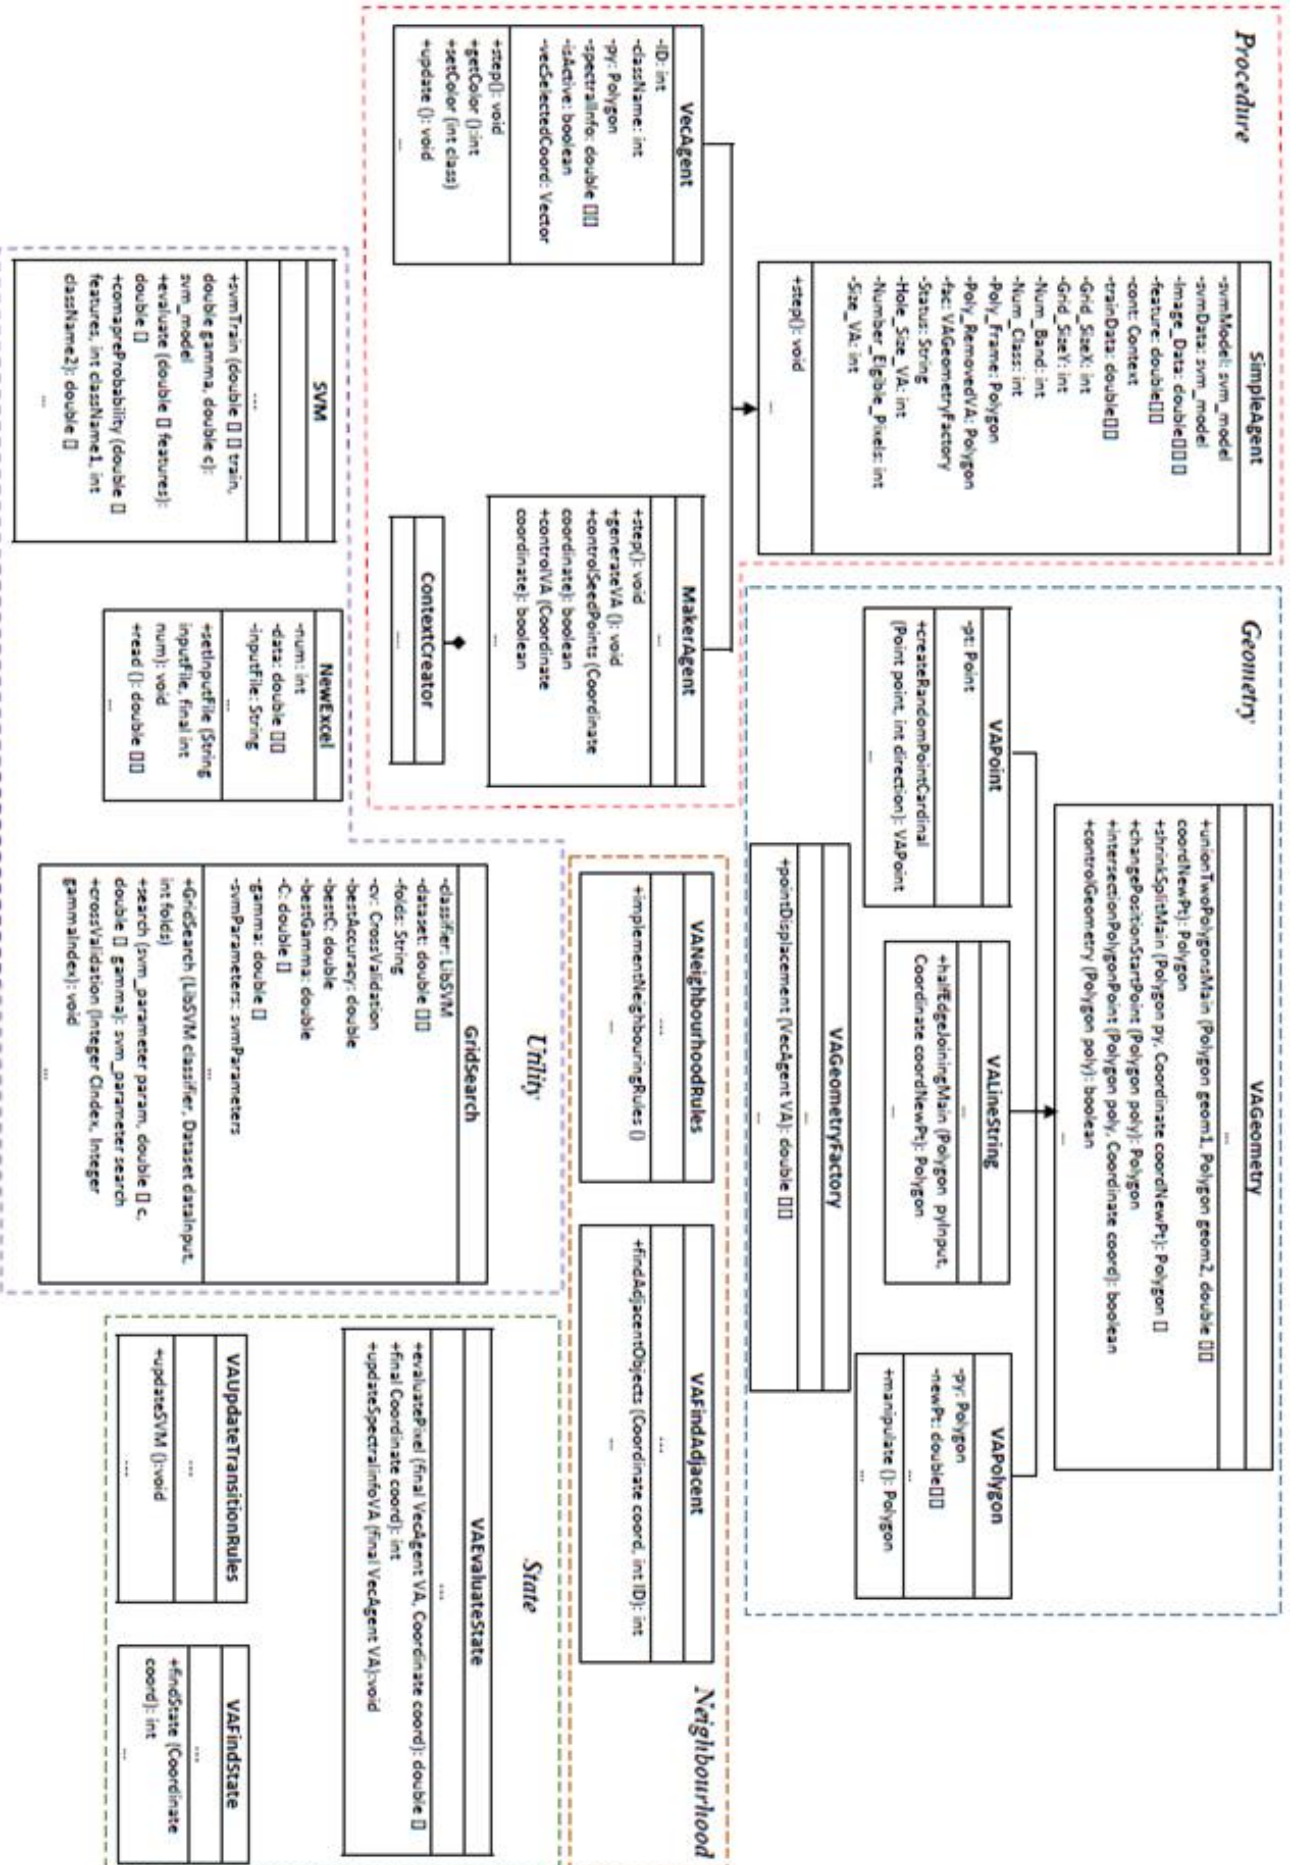 Procedure
SimpleAgent
-svmModel: svm_model
-svmData: svm_model
-Image_Data: double[][] []
-feature: double[][]
-cont: Context
-trainData: double[][]
-Grid_SizeX: int
-Grid_SizeY: int
-Num_Band: int
-Num_Class: int
-Poly_Frame: Polygon
-Poly_RemovedVA: Polygon
-fac: VAGeometryFactory
-Status: String
-Hole_Size_VA: int
-Number_Elgible_Pixels: int
-Size_VA: int
+step(): void
...
VecAgent
-ID: int
-className: int
-py: Polygon
-spectralInfo: double [][]
-isActive: boolean
-vecSelectedCoord: Vector
+step(): void
+getColor ():int
+setColor (int class)
+update (): void
...
MakerAgent
...
+step(): void
+generateVA (): void
+controlSeedPoints (Coordinate
coordinate): boolean
+controlVA (Coordinate
coordinate): boolean
ContextCreator
...
Geometry
VAGeometry
...
+unionTwoPolygonsMain (Polygon geom1, Polygon geom2, double [][]
coordNewPt): Polygon
+shrinkSplitMain (Polygon py, Coordinate coordNewPt): Polygon []
+changePositionStartPoint (Polygon poly): Polygon
+intersectionPolygonPoint (Polygon poly, Coordinate coord): boolean
+controlGeometry (Polygon poly): boolean
...
VAPoint
-pt: Point
+createRandomPointCardinal
(Point point, int direction): VAPoint
...
VALineString
...
+halfEdgeJoiningMain (Polygon pyInput,
Coordinate coordNewPt): Polygon
...
VAPolygon
-py: Polygon
-newPt: double[][]
...
+manipulate (): Polygon
...
VAGeometryFactory
...
+pointDisplacement (VecAgent VA): double [][]
...
Neighbourhood
VANeighbourhoodRules
...
+implementNeighbouringRules ()
...
VAFindAdjacent
...
+findAdjacentObjects (Coordinate coord, int ID): int
...
Utility
SVM
...
+svmTrain (double [] [] train,
double gamma, double c):
svm_model
+evaluate (double [] features):
double []
+comapreProbability (double []
features, int className1, int
className2): double []
...
NewExcel
-num: int
-data: double [][]
-inputFile: String
...
+setInputFile (String
inputFile, final int
num): void
+read (): double [][]
...
GridSearch
-classifier: LibSVM
-dataset: double [][]
-folds: String
-cv: CrossValidation
-bestAccuracy: double
-bestC: double
-bestGamma: double
-C: double []
-gamma: double []
-svmParameters: svmParameters
...
+GridSearch (LibSVM classifier, Dataset dataInput,
int folds)
+search (svm_parameter param, double [] c,
double [] gamma): svm_parameter search
+crossValidation (Integer CIndex, Integer
gammaIndex): void
...
State
VAEvaluateState
...
+evaluatePixel (final VecAgent VA, Coordinate coord): double []
+final Coordinate coord): int
+updateSpectralInfoVA (final VecAgent VA):void
VAUpdateTransitionRules
...
+updateSVM ():void
...
VAFindState
...
+findState (Coordinate
coord): int
...